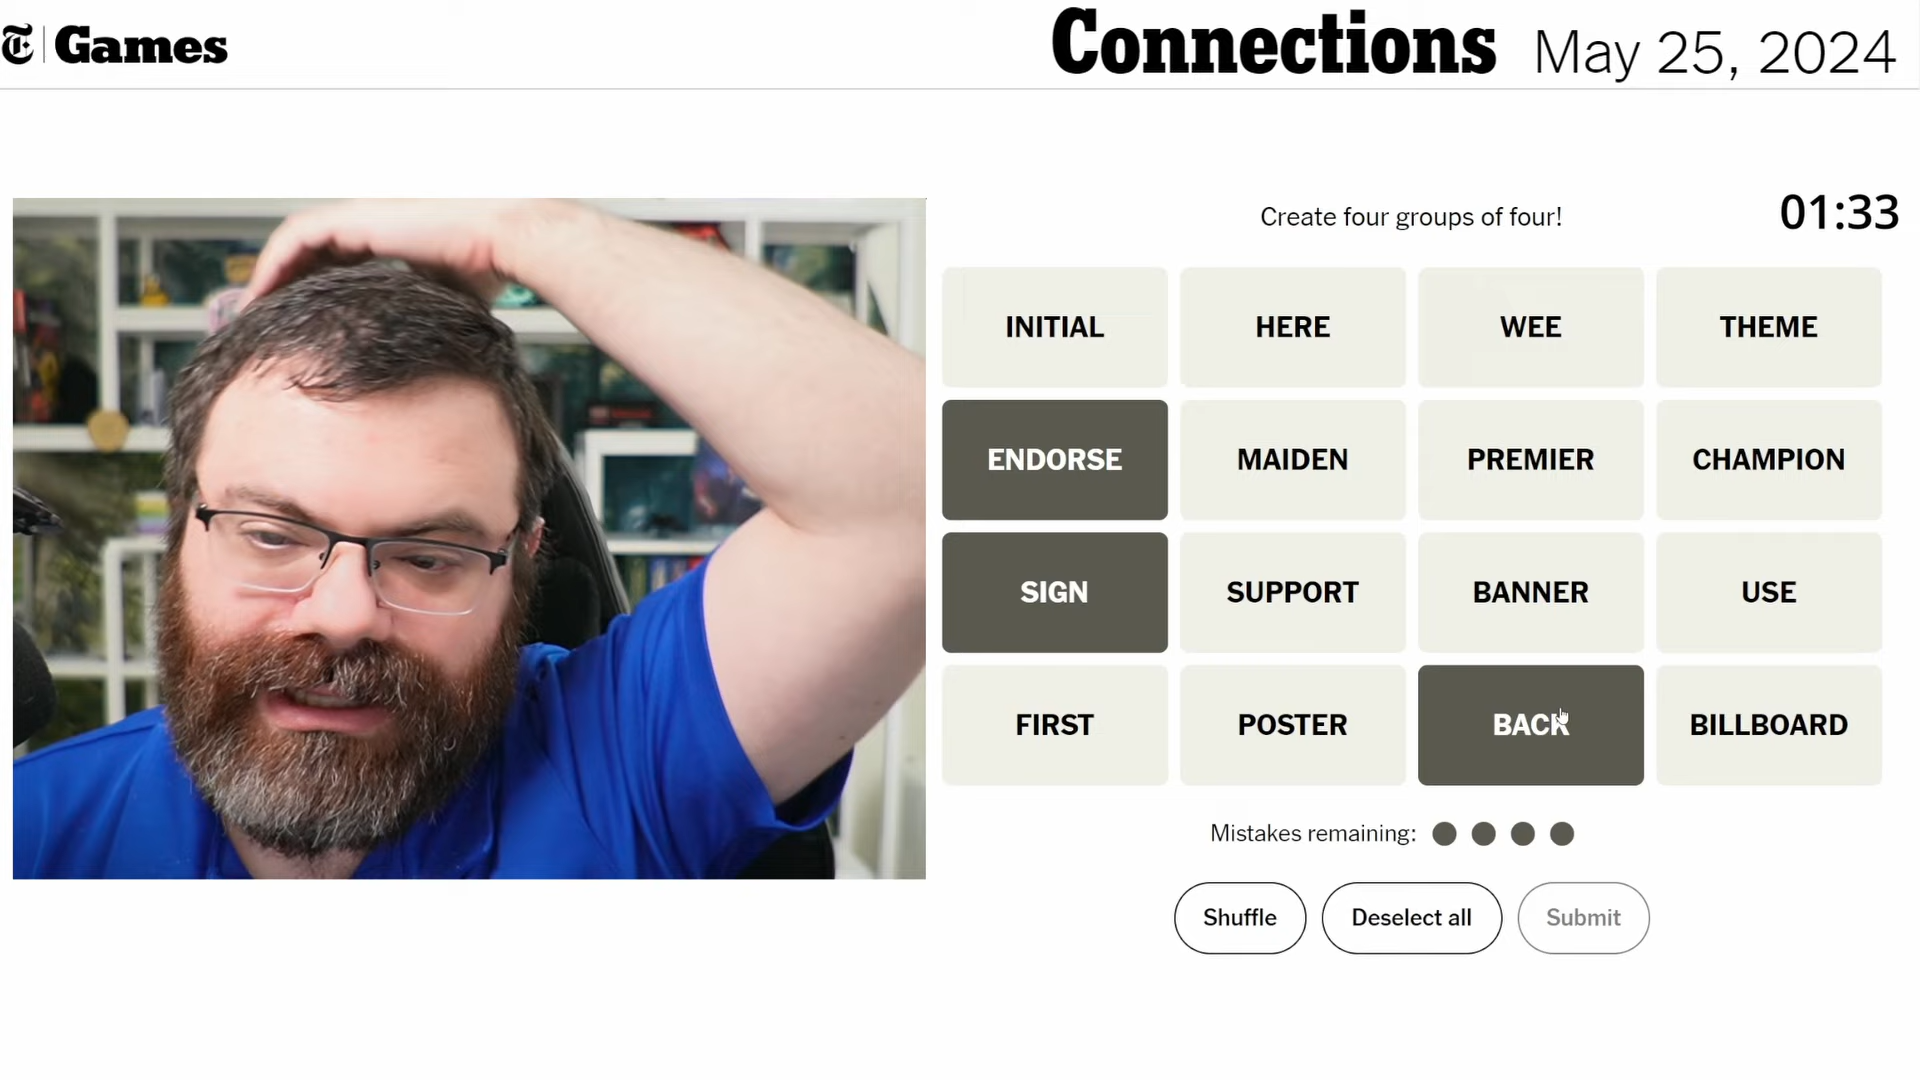 T Games
Connections May 25, 2024
Create four groups of four!
01:33
INITIAL HERE WEE THEME
ENDORSE MAIDEN PREMIER CHAMPION
SIGN SUPPORT BANNER USE
FIRST POSTER BACK BILLBOARD
Mistakes remaining:
Shuffle Deselect all Submit